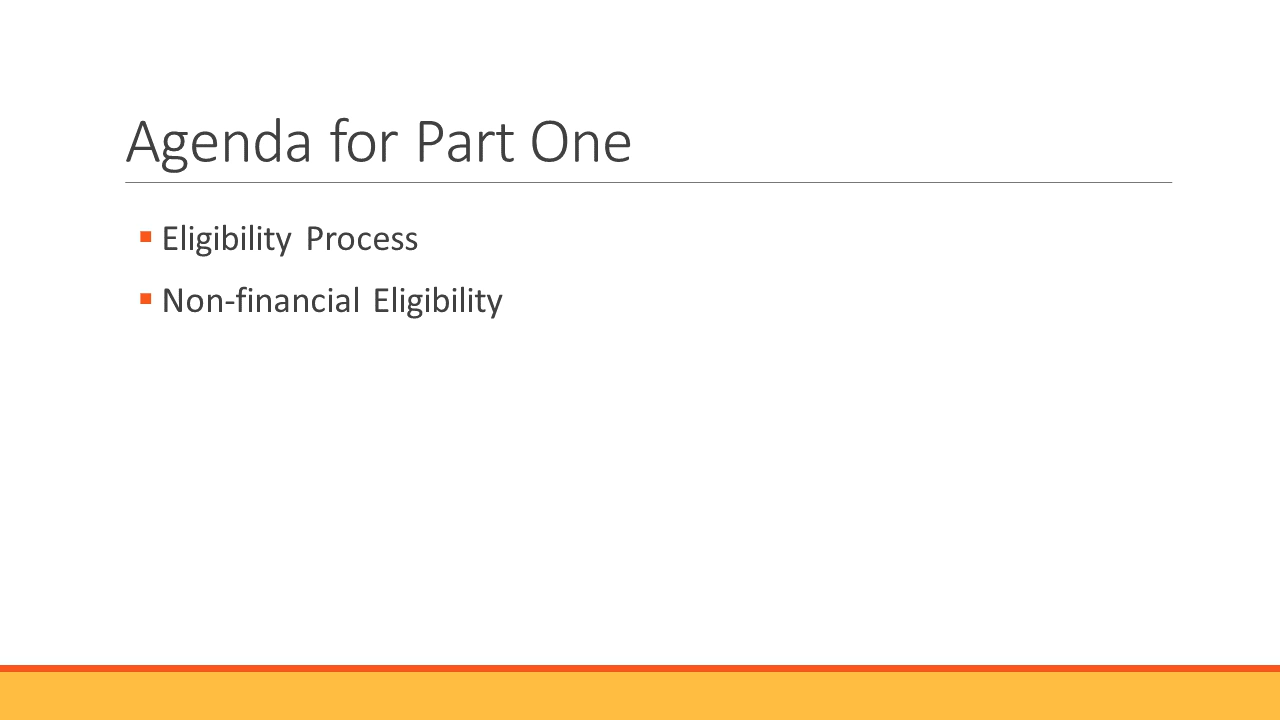 Agenda for Part One
Eligibility Process
Non-financial Eligibility